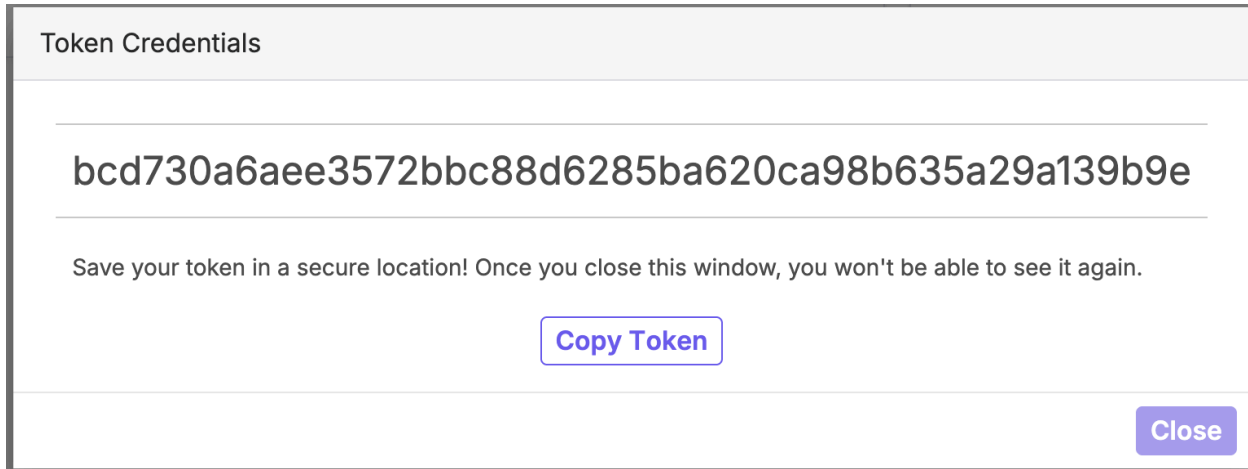 Token Credentials
bcd730a6aee3572bbc88d6285ba620ca98b635a29a139b9e
Save your token in a secure location! Once you close this window, you won't be able to see it again.
Copy Token
Close